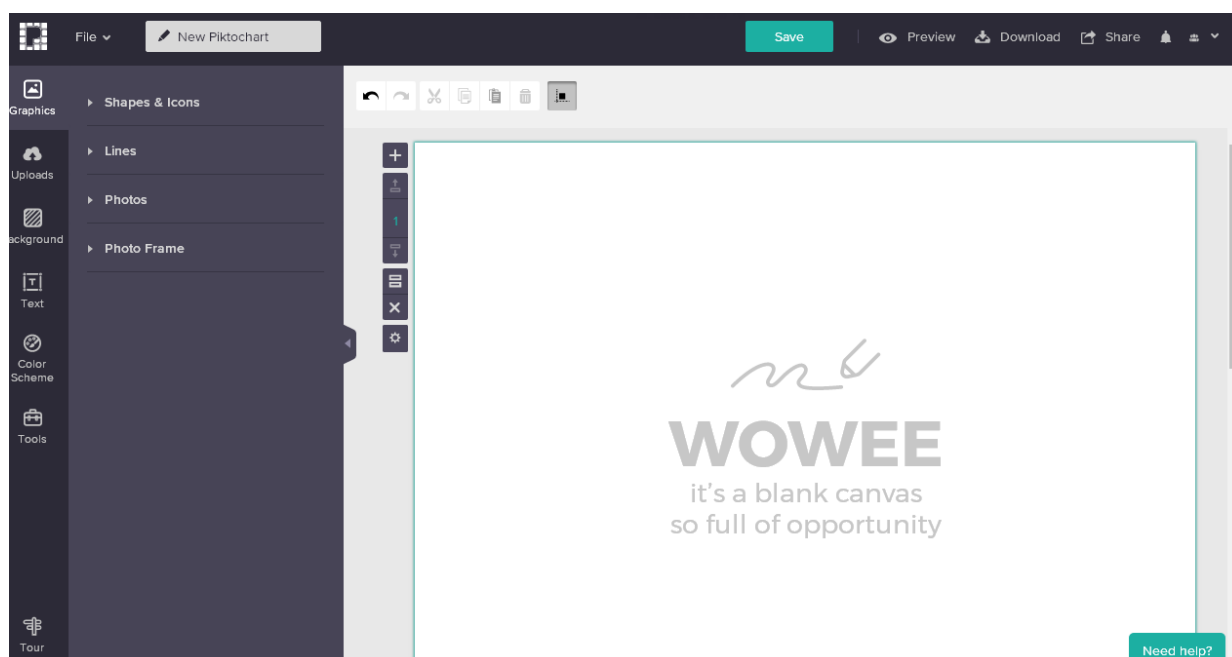 File
New Piktochart
Save
Preview
Download
Share
Graphics
Uploads
ackground
Text
Color
Scheme
Tools
Tour
Shapes & Icons
Lines
Photos
Photo Frame
1
WOWEE
it's a blank canvas
so full of opportunity
Need help?